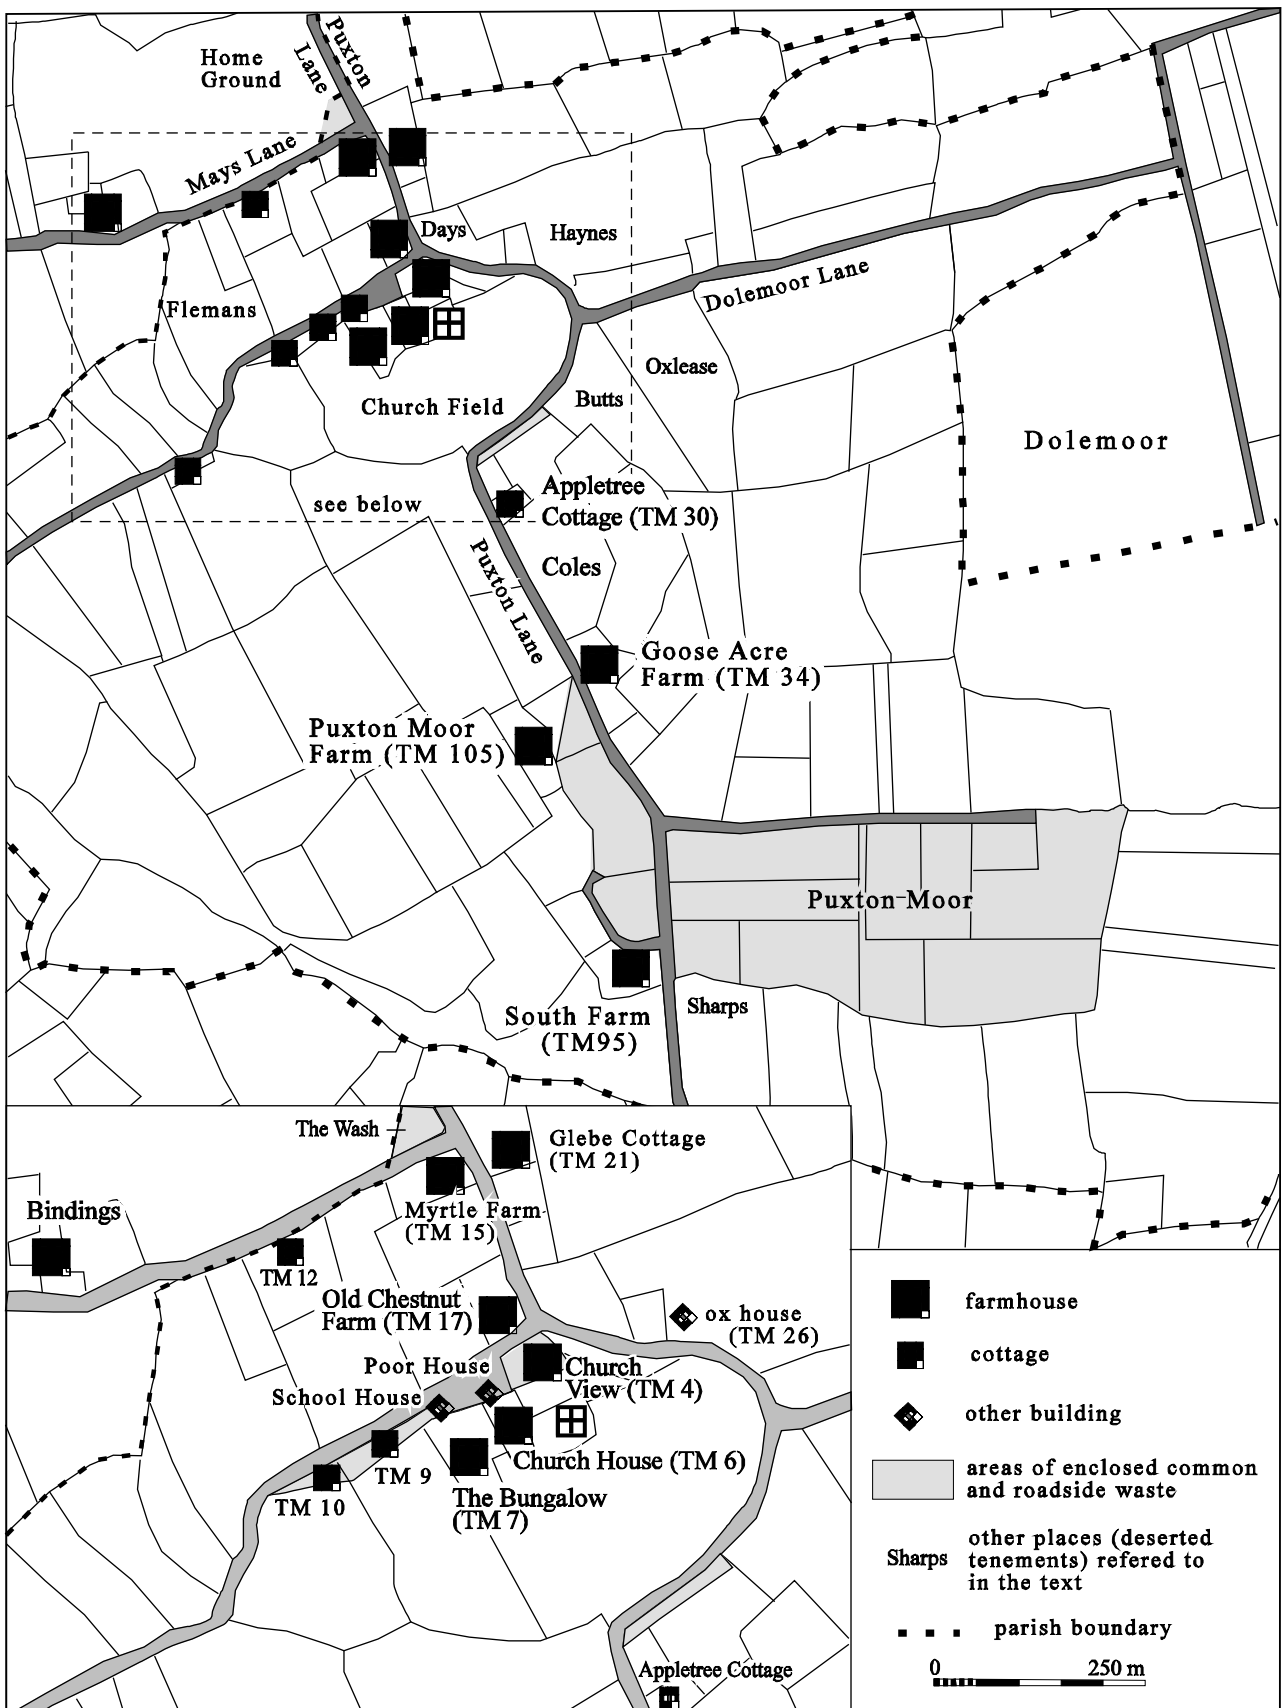 Home
Ground
Puxton
Lane
Mays Lane
Days
Haynes
Dolemoor Lane
Flemans
Oxlease
Butts
Church Field
Dolemoor
see below
Appletree
Cottage (TM 30)
Coles
Puxton Lane
Goose Acre
Farm (TM 34)
Puxton Moor
Farm (TM 105)
Puxton Moor
Sharps
South Farm
(TM95)
The Wash
Glebe Cottage
(TM 21)
Bindings
Myrtle Farm
(TM 15)
TM 12
Old Chestnut
Farm (TM 17)
ox house
(TM 26)
Poor House
Church
View (TM 4)
School House
Church House (TM 6)
TM 9
The Bungalow
(TM 7)
TM 10
Appletree Cottage
farmhouse
cottage
other building
areas of enclosed common
and roadside waste
Sharps
other places (deserted
tenements) refered to
in the text
parish boundary
0 250 m